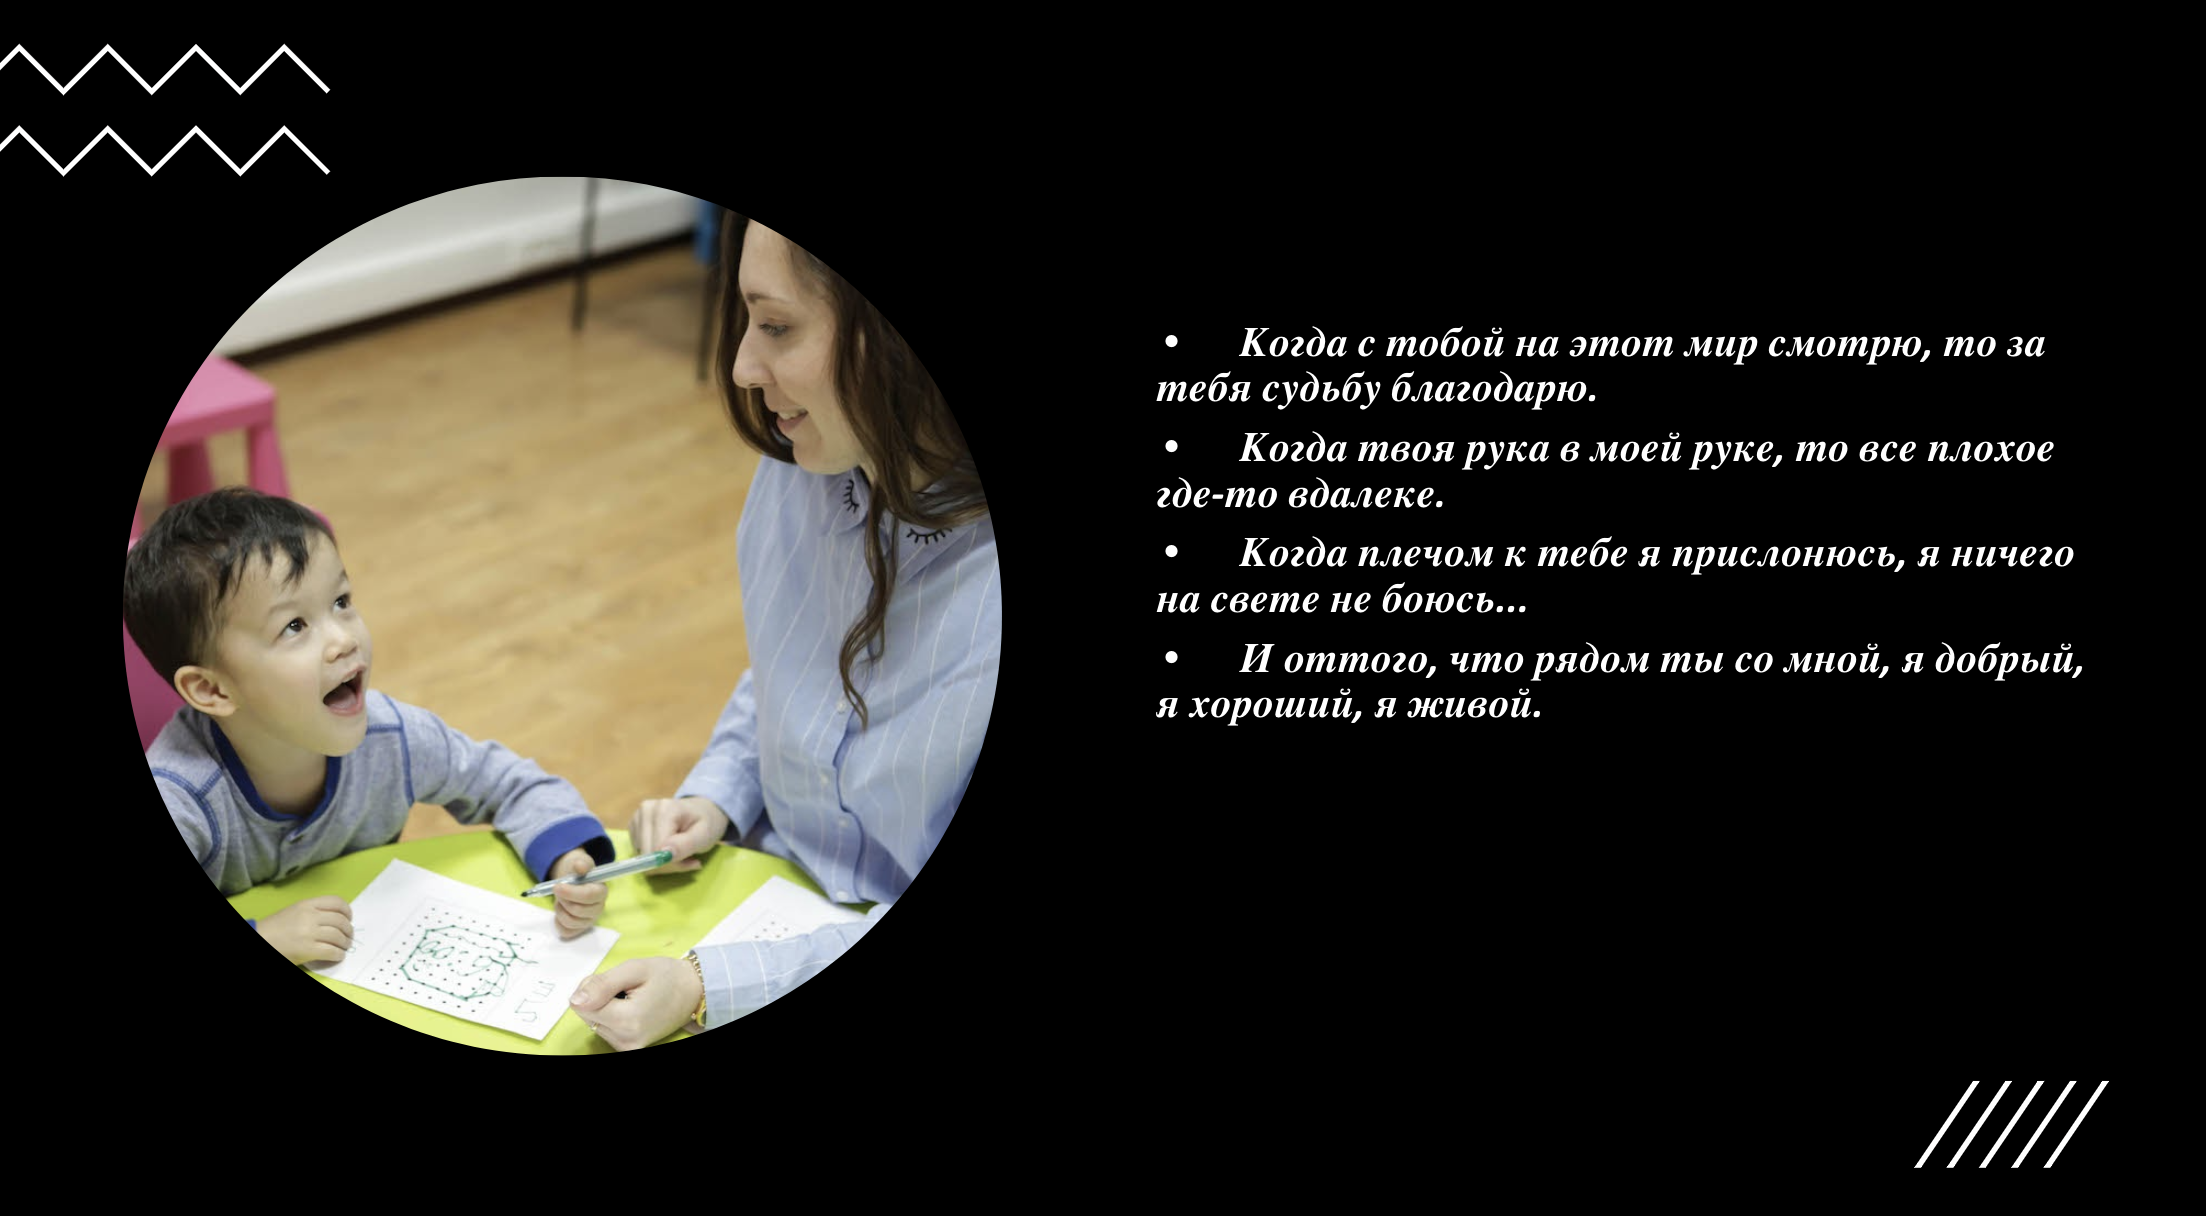 • Когда с тобой на этот мир смотрю, то за
тебя судьбу благодарю.
• Когда твоя рука в моей руке, то все плохое
где-то вдалеке.
• Когда плечом к тебе я прислонюсь, я ничего
на свете не боюсь...
• И оттого, что рядом ты со мной, я добрый,
я хороший, я живой.